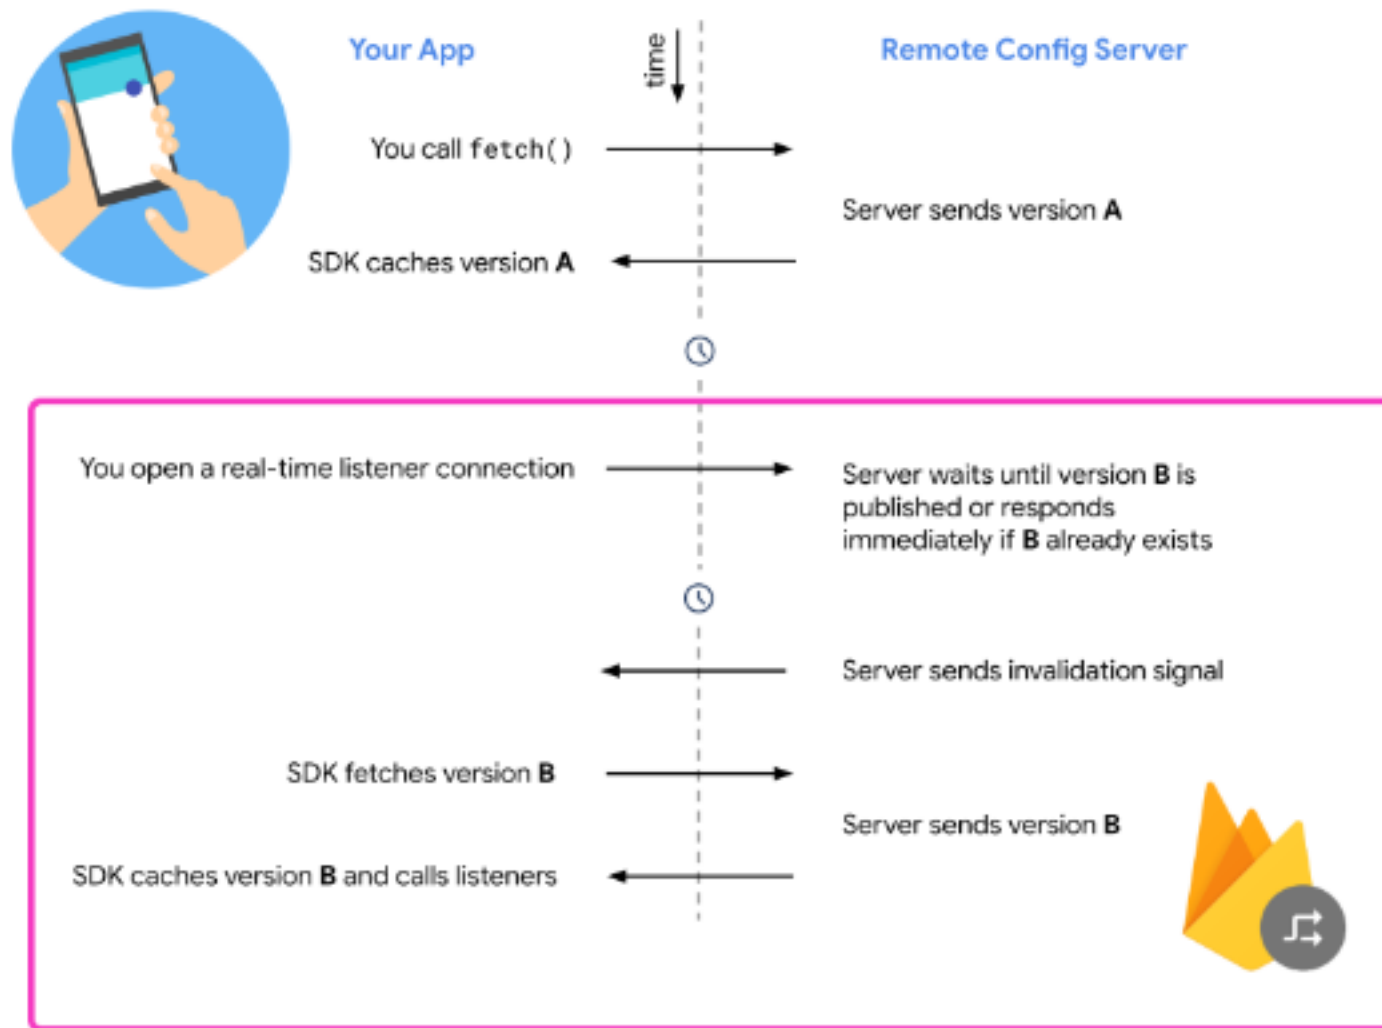 Your App
time
Remote Config Server
You call fetch()
Server sends version A
SDK caches version A
You open a real-time listener connection
Server waits until version B is
published or responds
immediately if B already exists
Server sends invalidation signal
SDK fetches version B
Server sends version B
SDK caches version B and calls listeners